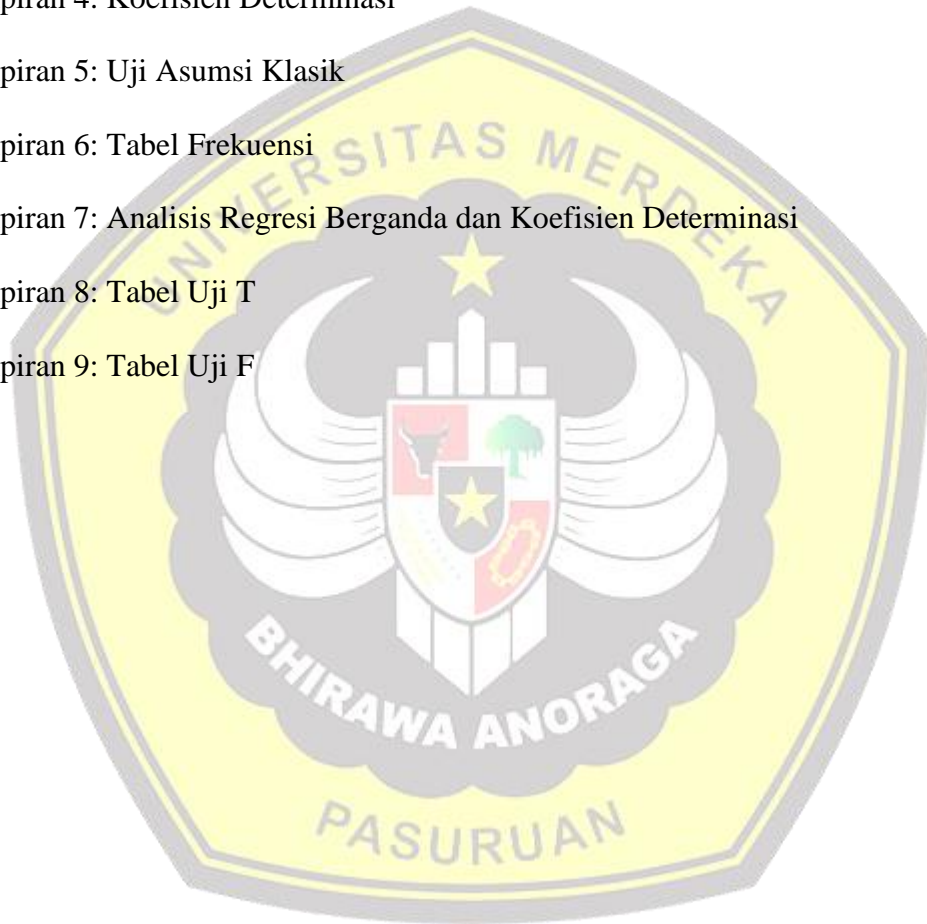 piran 4: Koefisien Determinasi
piran 5: Uji Asumsi Klasik
piran 6: Tabel Frekuensi
piran 7: Analisis Regresi Berganda dan Koefisien Determinasi
piran 8: Tabel Uji T
piran 9: Tabel Uji F
UNIVERSITAS MERDEKA
BHIRAWA ANORAGA
PASURUAN